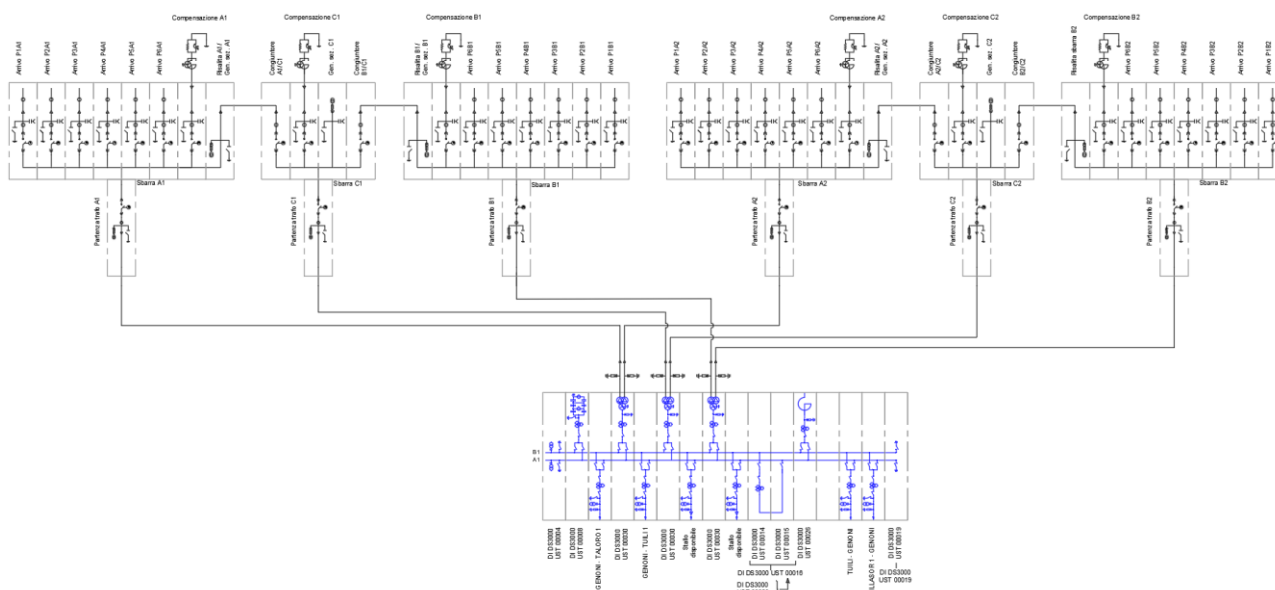 Compensazione A1
Compensazione C1
Compensazione B1
Compensazione A2
Compensazione C2
Compensazione B2
Arrivo P1A1
Arrivo P2A1
Arrivo P3A1
Arrivo P4A1
Arrivo P5A1
Arrivo P6A1
Risalita A1/
Gen. sez. A1
Congiuntore
A1/C1
Gen. sez. C1
Congiuntore
B1/C1
Risalita B1/
Gen. sez. B1
Arrivo P6B1
Arrivo P5B1
Arrivo P4B1
Arrivo P3B1
Arrivo P2B1
Arrivo P1B1
Arrivo P1A2
Arrivo P2A2
Arrivo P3A2
Arrivo P4A2
Arrivo P5A2
Arrivo P6A2
Risalita A2/
Gen. sez. A2
Congiuntore
A2/C2
Gen. sez. C2
Congiuntore
B2/C2
Risalita sbarra B2
Arrivo P6B2
Arrivo P5B2
Arrivo P4B2
Arrivo P3B2
Arrivo P2B2
Arrivo P1B2
Sbarra A1
Sbarra C1
Sbarra B1
Sbarra A2
Sbarra C2
Sbarra B2
Partenza trafo A1
Partenza trafo C1
Partenza trafo B1
Partenza trafo A2
Partenza trafo C2
Partenza trafo B2
B1
A1
DI DS3000
UST 00004
DI DS3000
GENONI - TALORO 1
DI DS3000
UST 00030
GENONI - TUILI 1
DI DS3000
UST 00030
Stallo
disponibile
DI DS3000
UST 00030
Stallo
disponibile
DI DS3000
UST 00014
DI DS3000
UST 00015
DI DS3000
UST 00026
TUILI - GENONI
ILLASOR 1 - GENONI
DI DS3000
UST 00019
DI DS3000 UST 00018
DI DS3000
DI DS3000
UST 00019